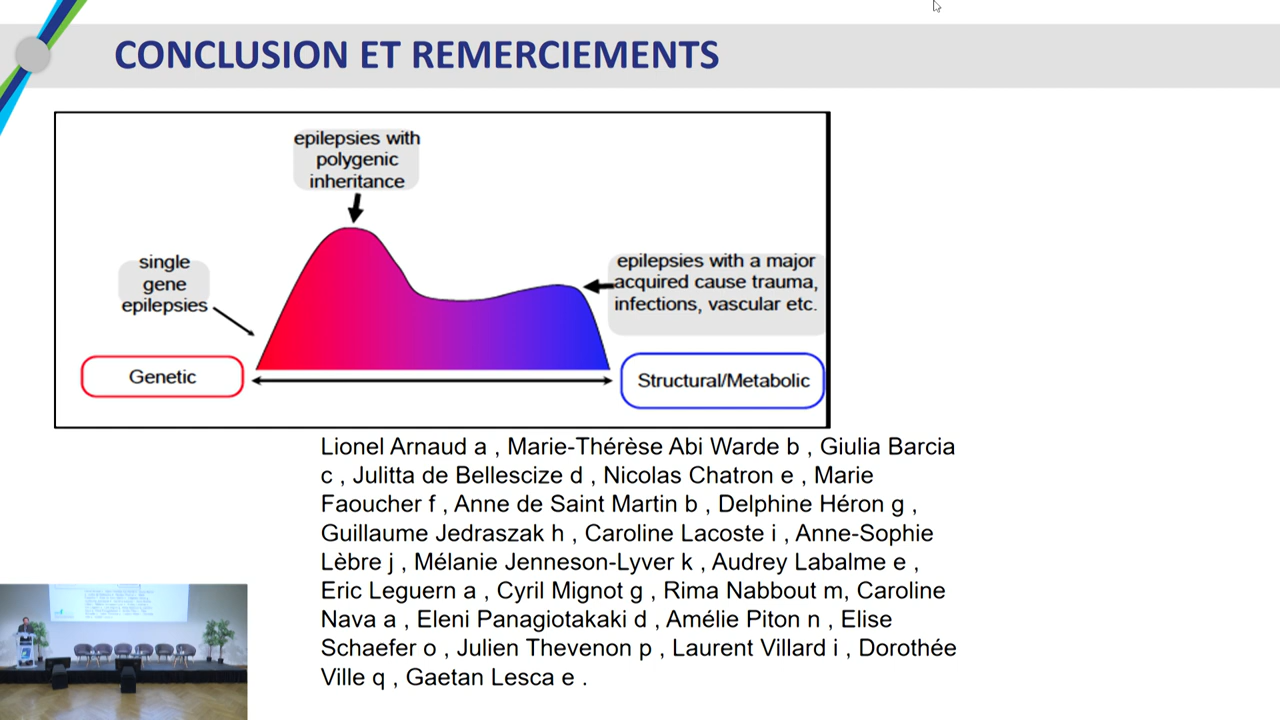 CONCLUSION ET REMERCIEMENTS
epilepsies with
polygenic
inheritance
single
gene
epilepsies
epilepsies with a major
acquired cause trauma,
infections, vascular etc.
Genetic
Structural/Metabolic
Lionel Arnaud a , Marie-Thérèse Abi Warde b , Giulia Barcia
c , Julitta de Bellescize d , Nicolas Chatron e , Marie
Faoucher f , Anne de Saint Martin b , Delphine Héron g ,
Guillaume Jedraszak h , Caroline Lacoste i , Anne-Sophie
Lèbre j , Mélanie Jenneson-Lyver k , Audrey Labalme e ,
Eric Leguern a , Cyril Mignot g , Rima Nabbout m, Caroline
Nava a , Eleni Panagiotakaki d , Amélie Piton n , Elise
Schaefer o , Julien Thevenon p , Laurent Villard i , Dorothée
Ville q , Gaetan Lesca e .